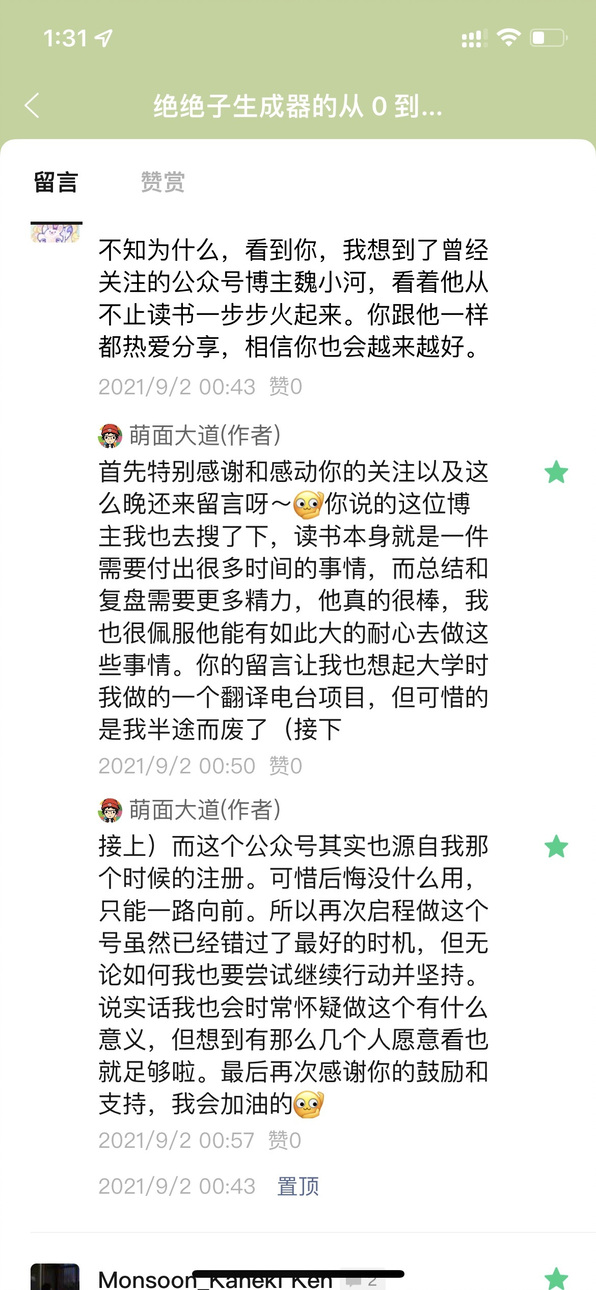 1:31
绝绝子生成器的从 0 到...
留言
赞赏
不知为什么，看到你，我想到了曾经
关注的公众号博主魏小河，看着他从
不止读书一步步火起来。你跟他一样
都热爱分享，相信你也会越来越好。
2021/9/2 00:43 赞0
萌面大道(作者)
首先特别感谢和感动你的关注以及这
么晚还来留言呀～你说的这位博
主我也去搜了下，读书本身就是一件
需要付出很多时间的事情，而总结和
复盘需要更多精力，他真的很棒，我
也很佩服他能有如此大的耐心去做这
些事情。你的留言让我也想起大学时
我做的一个翻译电台项目，但可惜的
是我半途而废了（接下
2021/9/2 00:50 赞0
萌面大道(作者)
接上）而这个公众号其实也源自我那
个时候的注册。可惜后悔没什么用，
只能一路向前。所以再次启程做这个
号虽然已经错过了最好的时机，但无
论如何我也要尝试继续行动并坚持。
说实话我也会时常怀疑做这个有什么
意义，但想到有那么几个人愿意看也
就足够啦。最后再次感谢你的鼓励和
支持，我会加油的
2021/9/2 00:57 赞0
2021/9/2 00:43 置顶
Monsoon_Kaneki Ken 2